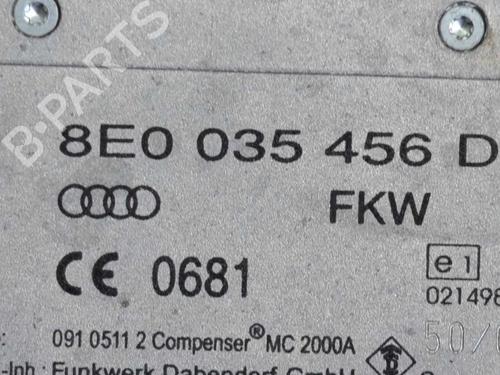 B-PARTS
8E0 035 456 D
FKW
CE 0681
e1
021498
50/
: 091 0511 2 Compenser® MC 2000A
-Inh : Funkwerk Dabendorf GmbH